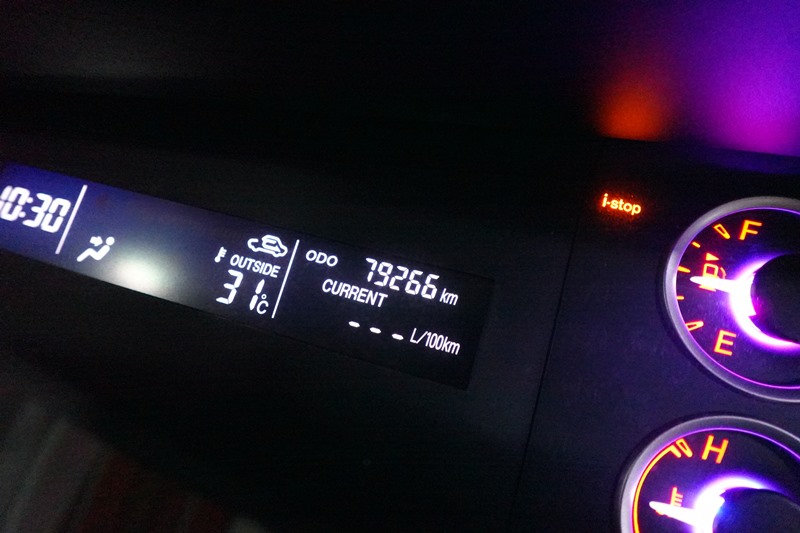 10:30
OUTSIDE
31°C
ODO 79266 km
CURRENT
--- L/100km
i-stop
F
E
H